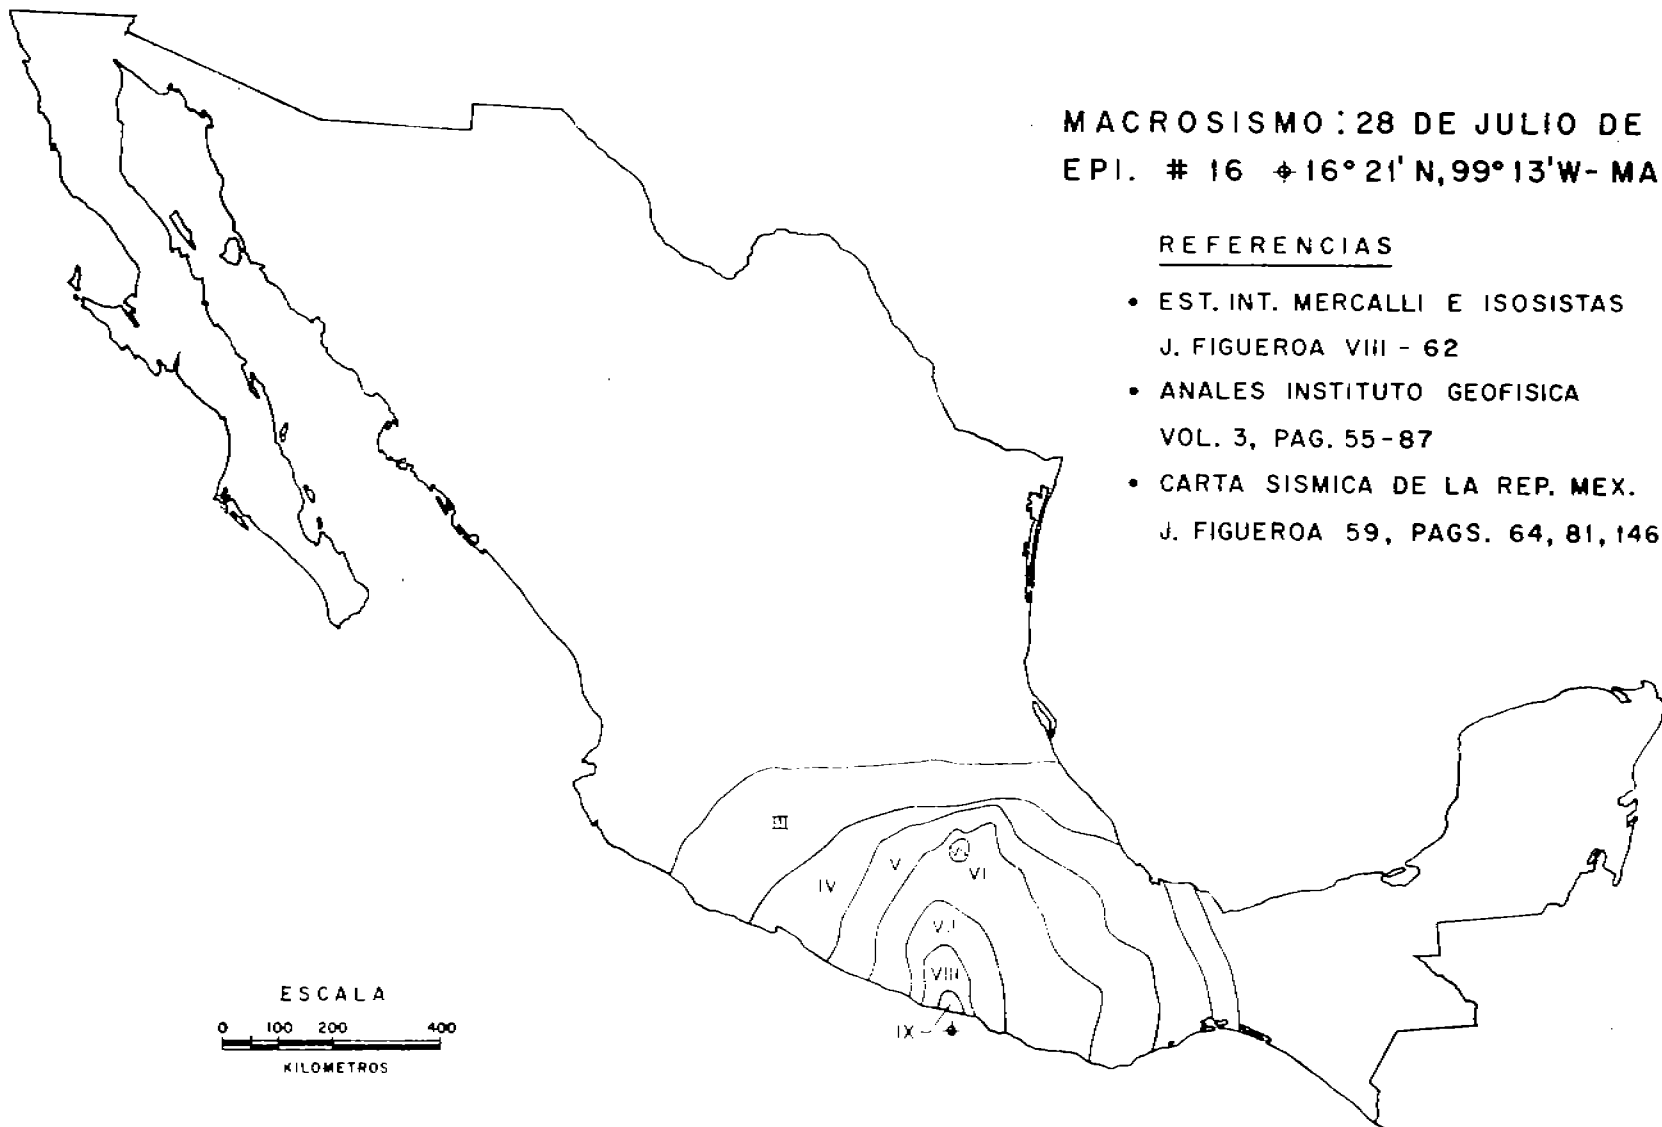 MACROSISMO: 28 DE JULIO DE
EPI. # 16 16° 21' N, 99° 13' W - MA
REFERENCIAS
• EST. INT. MERCALLI E ISOSISTAS
J. FIGUEROA VIII - 62
• ANALES INSTITUTO GEOFISICA
VOL. 3, PAG. 55-87
• CARTA SISMICA DE LA REP. MEX.
J. FIGUEROA 59, PAGS. 64, 81, 146
III
IV
V
VI
VII
VIII
IX
ESCALA
0 100 200 400
KILOMETROS